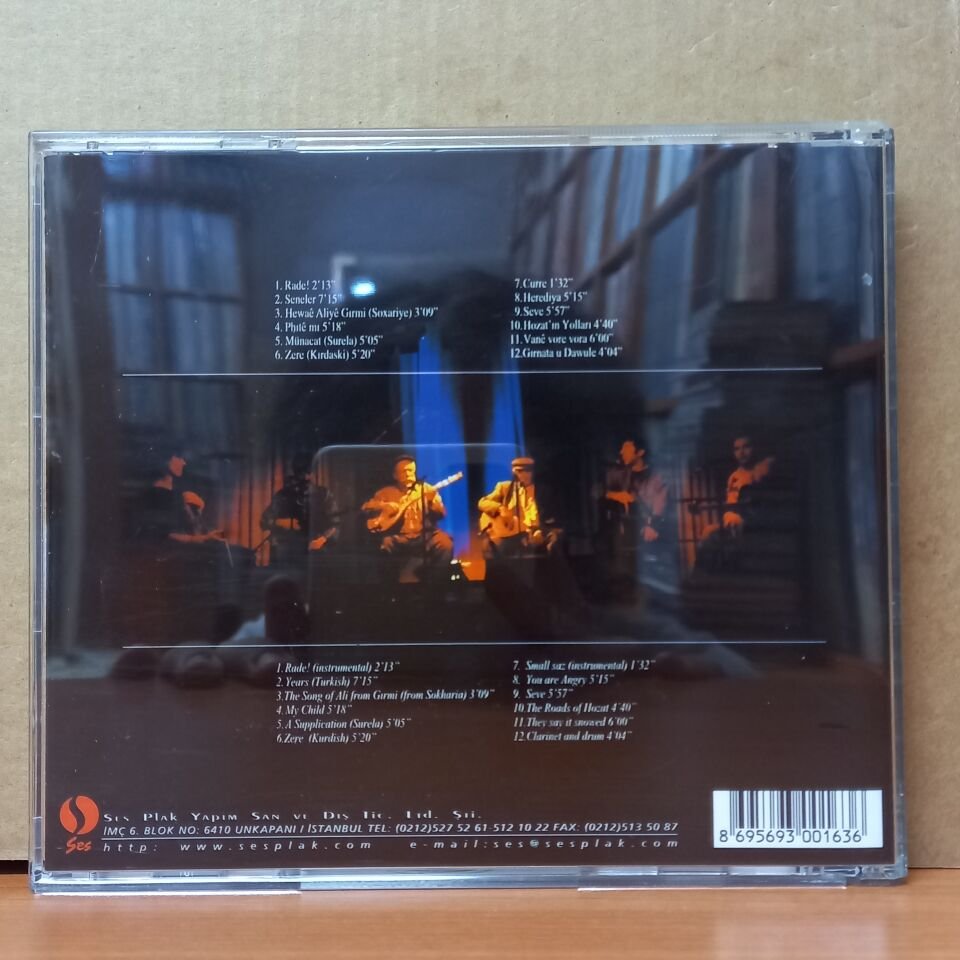 1. Rade! 2'13"
2. Seneler 7'15"
3. Hewaê Aliyê Gırmi (Soxariye) 3'09"
4. Phıtê mı 5'18"
5. Münacat (Surela) 5'05"
6. Zere (Kırdaski) 5'20"
7. Curre 1'32"
8. Herediya 5'15"
9. Seve 5'57"
10. Hozat'ın Yolları 4'40"
11. Vanê vore vora 6'00"
12. Gırnata u Dawule 4'04"
1. Rade! (instrumental) 2'13"
2. Years (Turkish) 7'15"
3. The Song of Ali from Gırmi (from Sokharia) 3'09"
4. My Child 5'18"
5. A Supplication (Surela) 5'05"
6. Zere (Kurdish) 5'20"
7. Small saz (instrumental) 1'32"
8. You are Angry 5'15"
9. Seve 5'57"
10. The Roads of Hozat 4'40"
11. They say it snowed 6'00"
12. Clarinet and drum 4'04"
Ses
Ses Plak Yapım San ve Dış Tic. Ltd. Şti.
İMÇ 6. BLOK NO: 6410 UNKAPANI / İSTANBUL TEL: (0212)527 52 61-512 10 22 FAX: (0212)513 50 87
http: www.sesplak.com e-mail:ses@sesplak.com
8 695693 001636